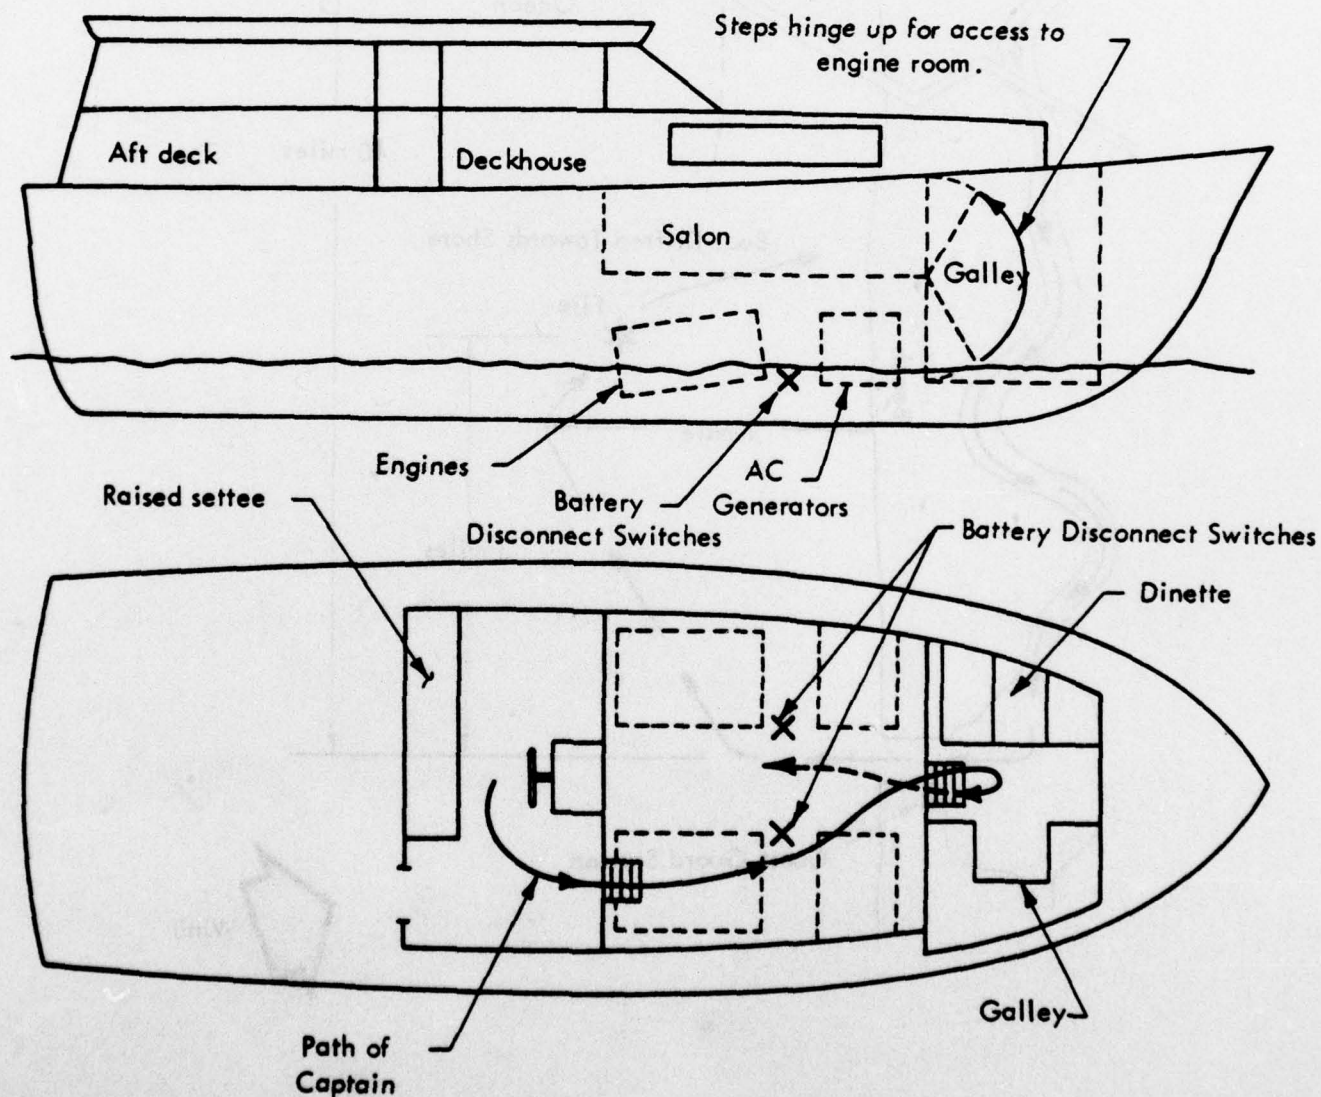 Steps hinge up for access to
engine room.
Aft deck
Deckhouse
Salon
Galley
Engines
Battery
Disconnect Switches
AC
Generators
Raised settee
Battery Disconnect Switches
Dinette
Galley
Path of
Captain